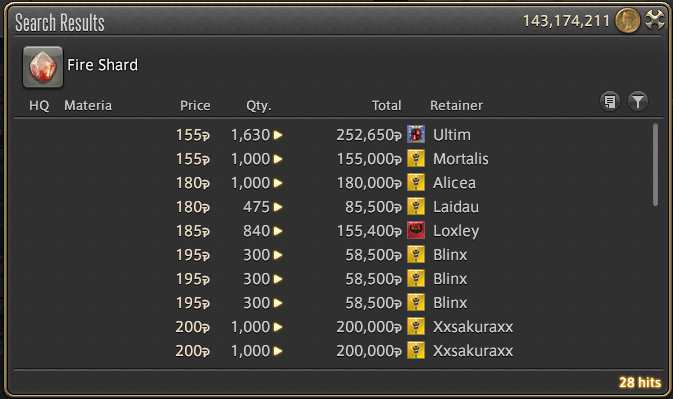 Search Results 143,174,211
Fire Shard
HQ Materia Price Qty. Total Retainer
155 1,630 252,650 Ultim
155 1,000 155,000 Mortalis
180 1,000 180,000 Alicea
180 475 85,500 Laidau
185 840 155,400 Loxley
195 300 58,500 Blinx
195 300 58,500 Blinx
195 300 58,500 Blinx
200 1,000 200,000 Xxsakuraxx
200 1,000 200,000 Xxsakuraxx
28 hits